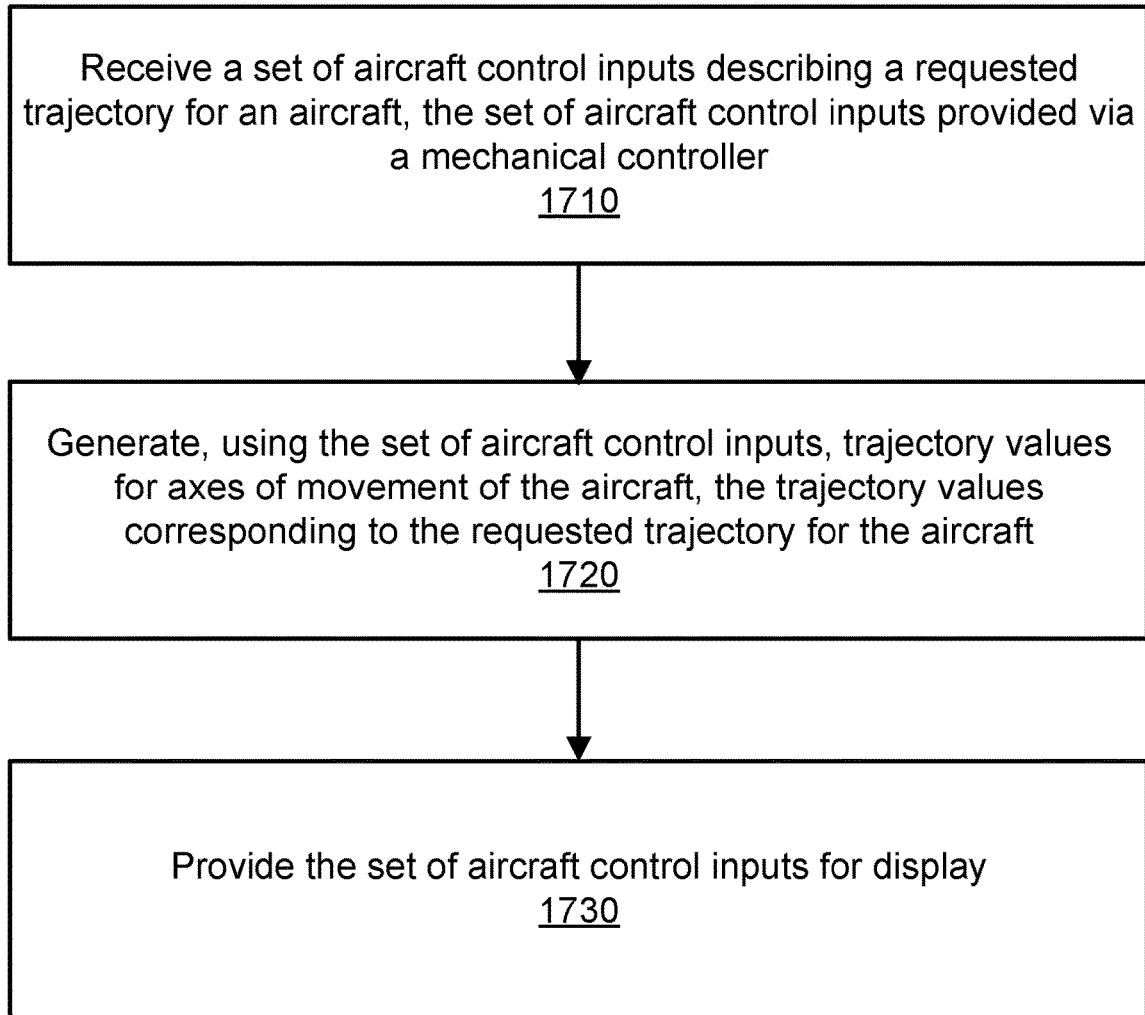 Receive a set of aircraft control inputs describing a requested
trajectory for an aircraft, the set of aircraft control inputs provided via
a mechanical controller
1710
Generate, using the set of aircraft control inputs, trajectory values
for axes of movement of the aircraft, the trajectory values
corresponding to the requested trajectory for the aircraft
1720
Provide the set of aircraft control inputs for display
1730